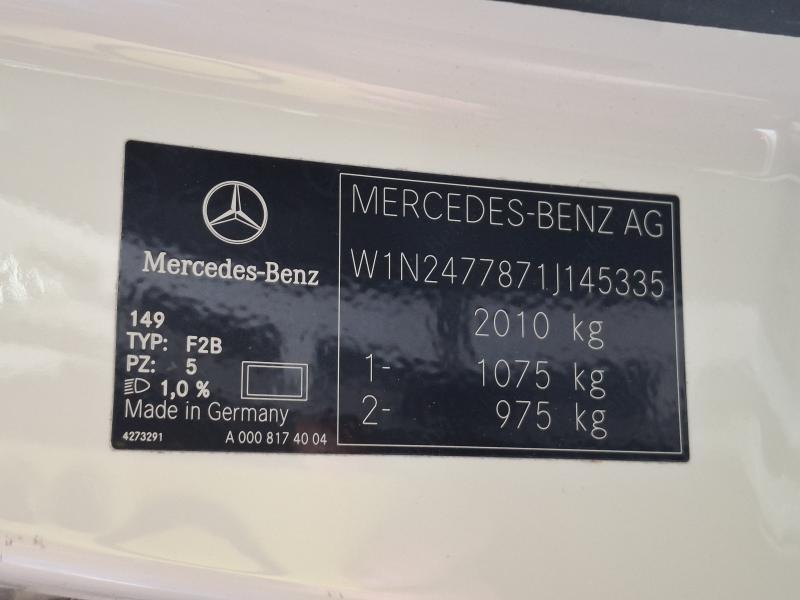 Mercedes-Benz
149
TYP: F2B
PZ: 5
1,0 %
Made in Germany
4273291 A 000 817 40 04
MERCEDES-BENZ AG
W1N2477871J145335
2010 kg
1- 1075 kg
2- 975 kg